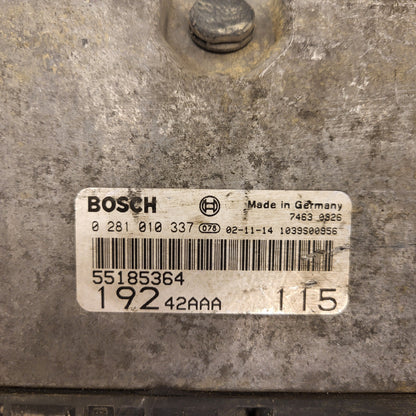 BOSCH Made in Germany
7463 0826
0 281 010 337 078 02-11-14 1039S00956
55185364
192 42AAA 115